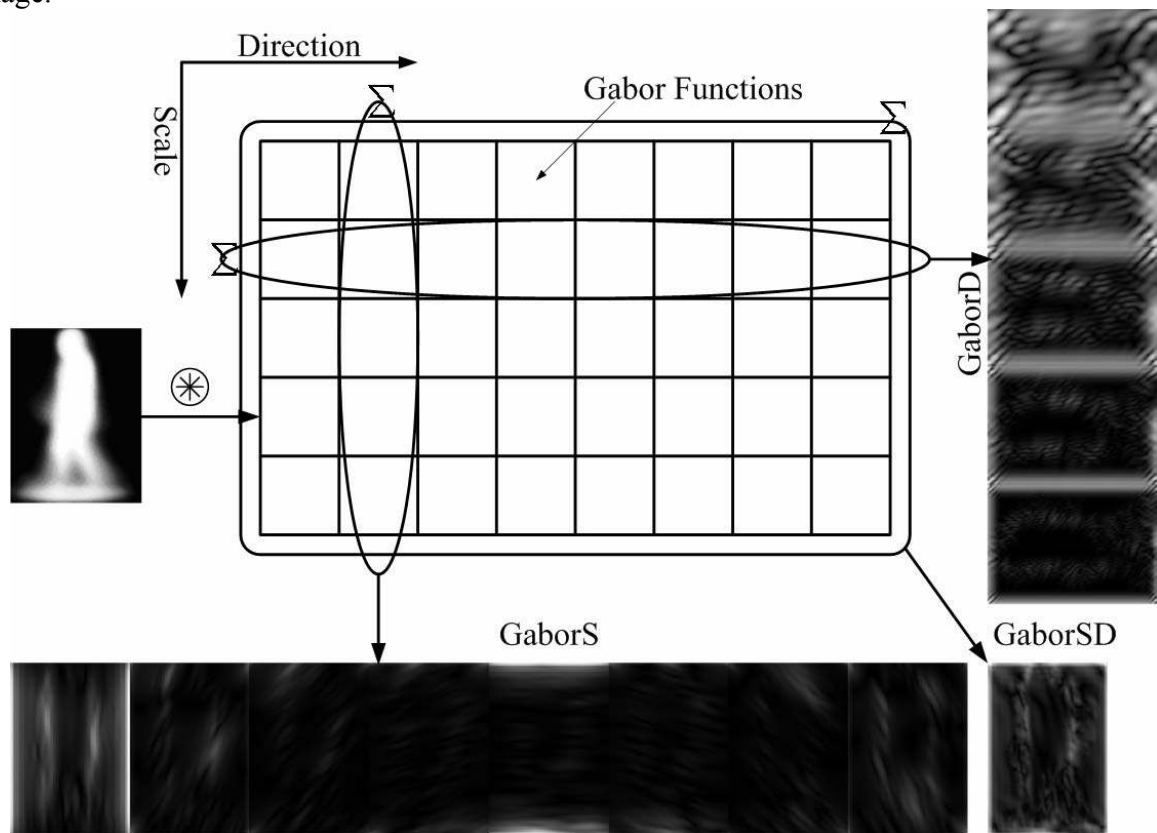 Direction
Scale
Gabor Functions
∑
∑
∑
GaborD
GaborS
GaborSD